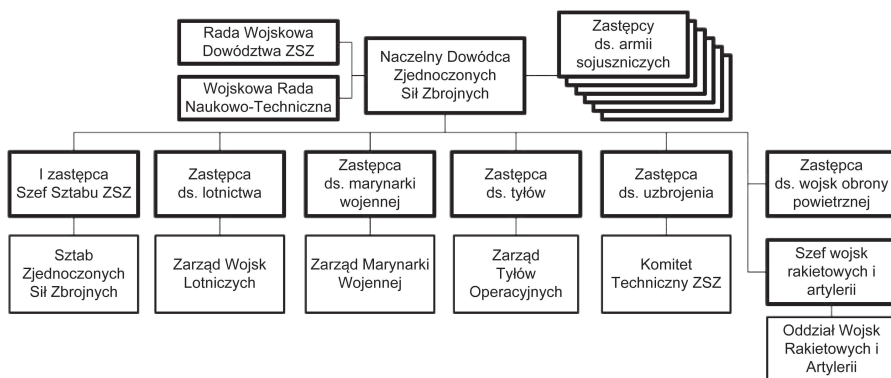 Rada Wojskowa
Dowództwa ZSZ
Wojskowa Rada
Naukowo-Techniczna
Naczelny Dowódca
Zjednoczonych
Sił Zbrojnych
Zastępcy
ds. armii
sojuszniczych
I zastępca
Szef Sztabu ZSZ
Zastępca
ds. lotnictwa
Zastępca
ds. marynarki
wojennej
Zastępca
ds. tyłów
Zastępca
ds. uzbrojenia
Zastępca
ds. wojsk obrony
powietrznej
Sztab
Zjednoczonych
Sił Zbrojnych
Zarząd Wojsk
Lotniczych
Zarząd Marynarki
Wojennej
Zarząd
Tyłów
Operacyjnych
Komitet
Techniczny ZSZ
Szef wojsk
rakietowych i
artylerii
Oddział Wojsk
Rakietowych i
Artylerii